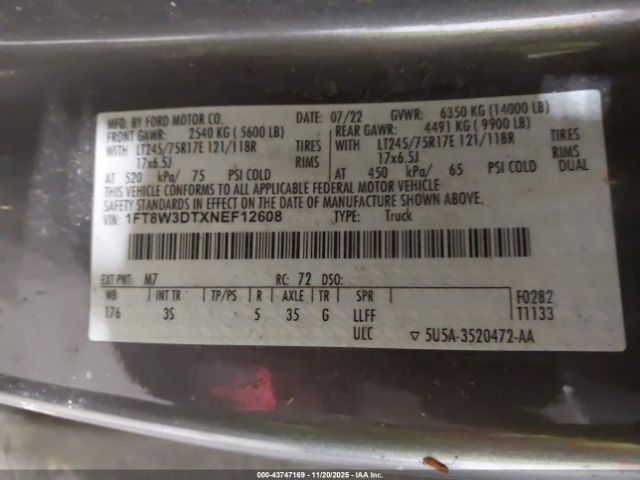 MFD. BY FORD MOTOR CO. DATE: 07/22 GVWR: 6350 KG (14000 LB)
FRONT GAWR: 2540 KG (5600 LB) REAR GAWR: 4491 KG (9900 LB)
WITH LT245/75R17E 121/118R TIRES WITH LT245/75R17E 121/118R TIRES
17x6.5J RIMS 17x6.5J RIMS
AT 520 kPa/ 75 PSI COLD AT 450 kPa/ 65 PSI COLD DUAL
THIS VEHICLE CONFORMS TO ALL APPLICABLE FEDERAL MOTOR VEHICLE
SAFETY STANDARDS IN EFFECT ON THE DATE OF MANUFACTURE SHOWN ABOVE.
VIN: 1FT8W3DTXNEF12608 TYPE: Truck
EXT PNT: M7 RC: 72 DSO:
WB INT TR TP/PS R AXLE TR SPR F0282
176 3S 5 35 G LLFF T1133
ULC ▽ 5U5A-3520472-AA
000-43747169 - 11/20/2025 - IAA Inc.